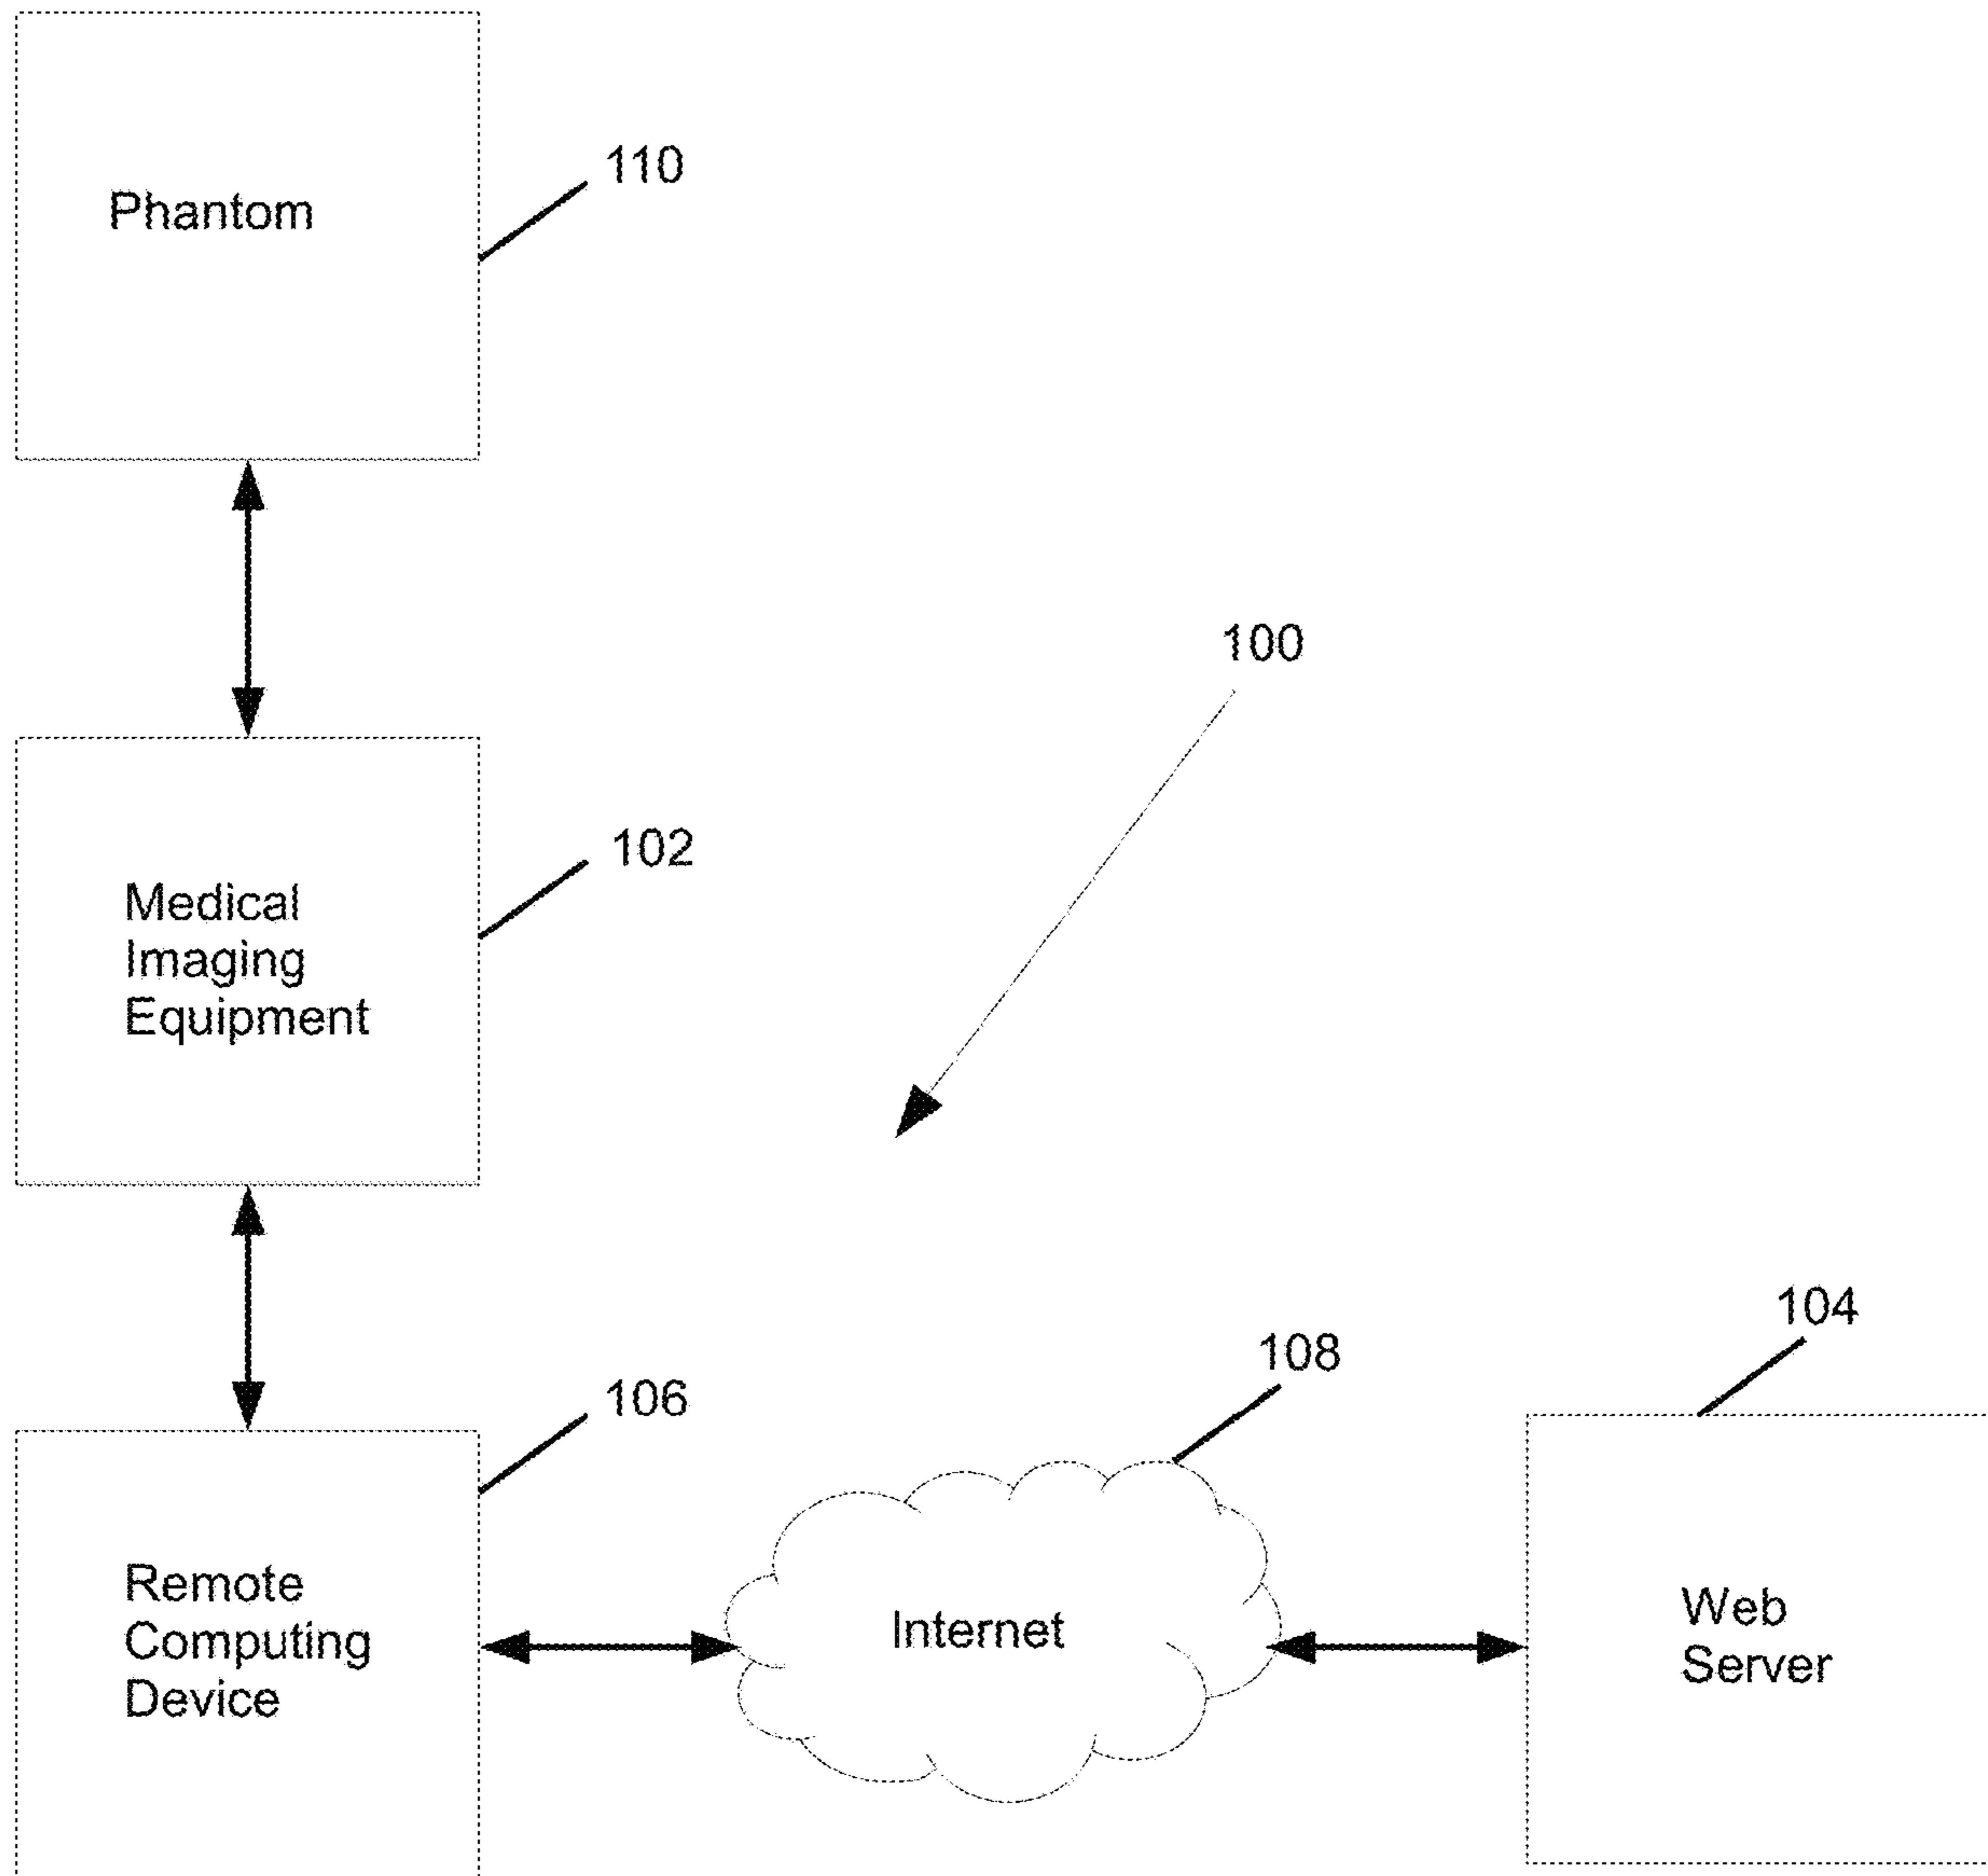 Phantom
110
100
Medical
Imaging
Equipment
102
104
108
106
Remote
Computing
Device
Internet
Web
Server